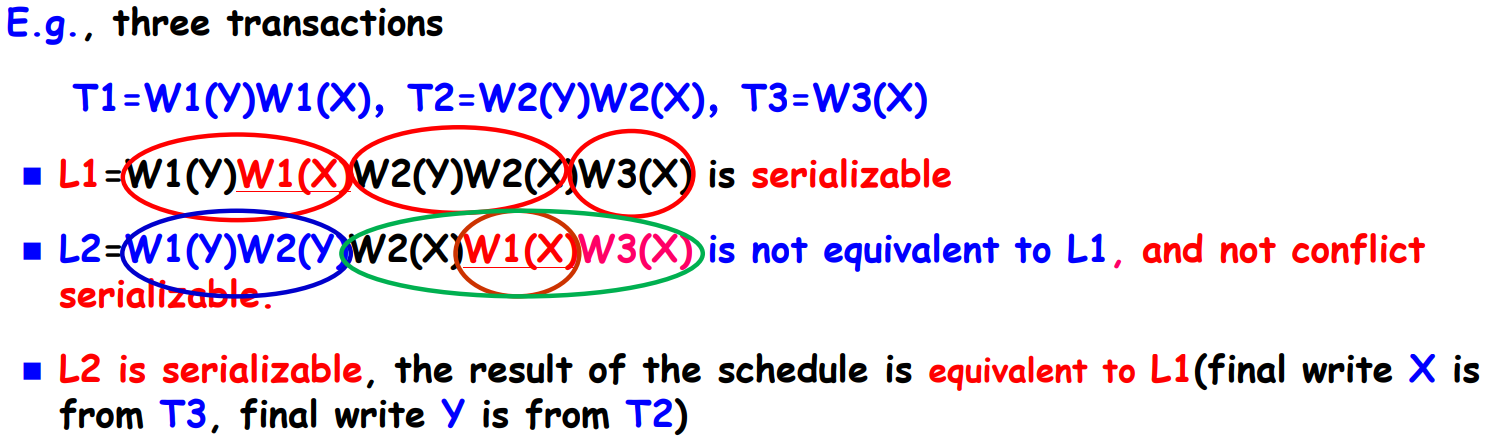 E.g., three transactions
T1=W1(Y)W1(X), T2=W2(Y)W2(X), T3=W3(X)
■ L1=W1(Y)W1(X)W2(Y)W2(X)W3(X) is serializable
■ L2=W1(Y)W2(Y)W2(X)W1(X)W3(X) is not equivalent to L1, and not conflict
serializable.
■ L2 is serializable, the result of the schedule is equivalent to L1(final write X is
from T3, final write Y is from T2)